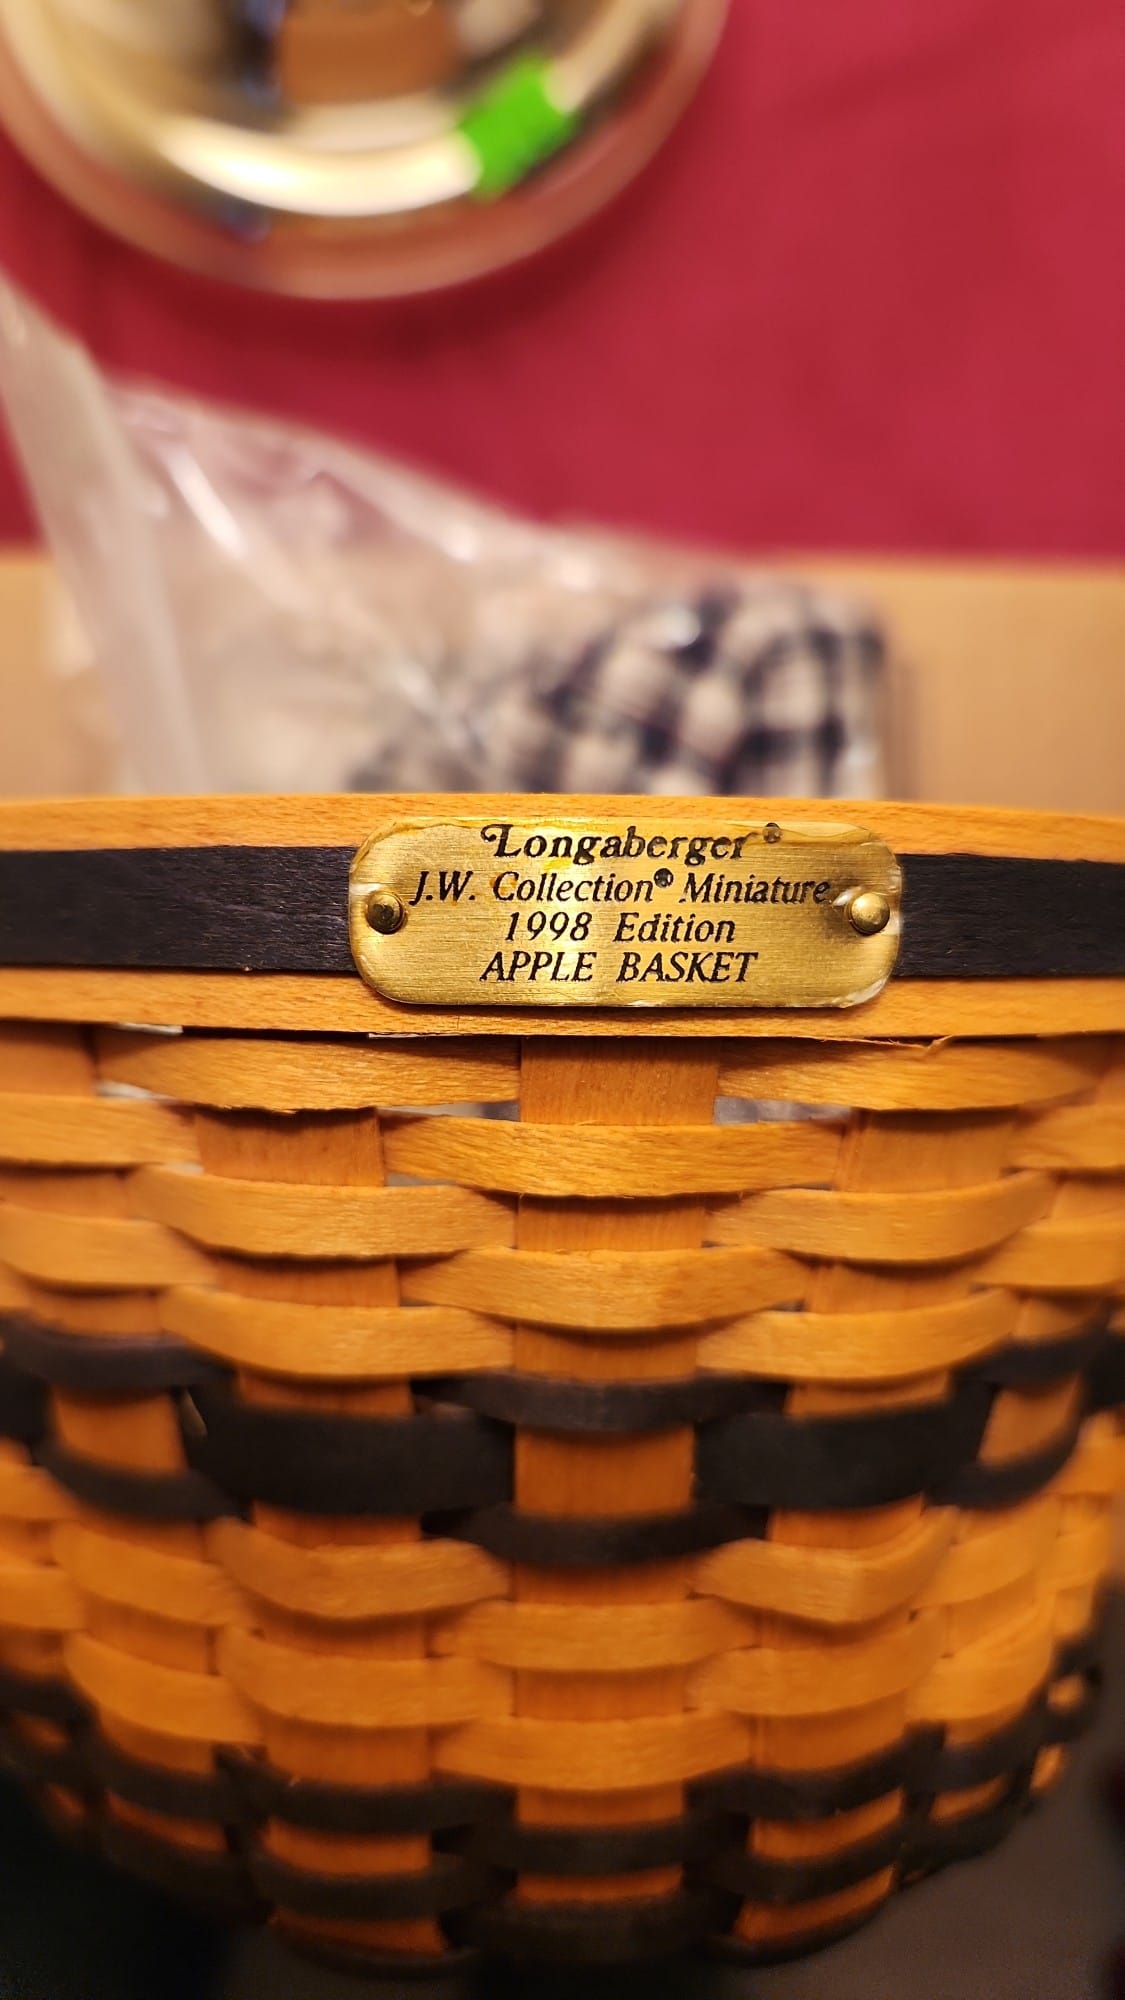 Longaberger®
J.W. Collection® Miniature
1998 Edition
APPLE BASKET